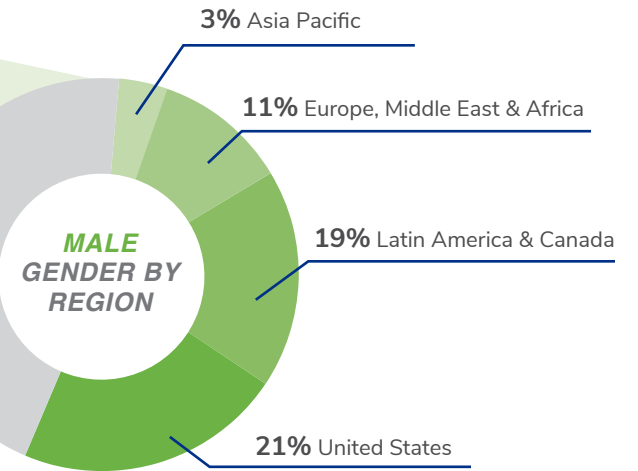 3% Asia Pacific
11% Europe, Middle East & Africa
19% Latin America & Canada
MALE
GENDER BY
REGION
21% United States